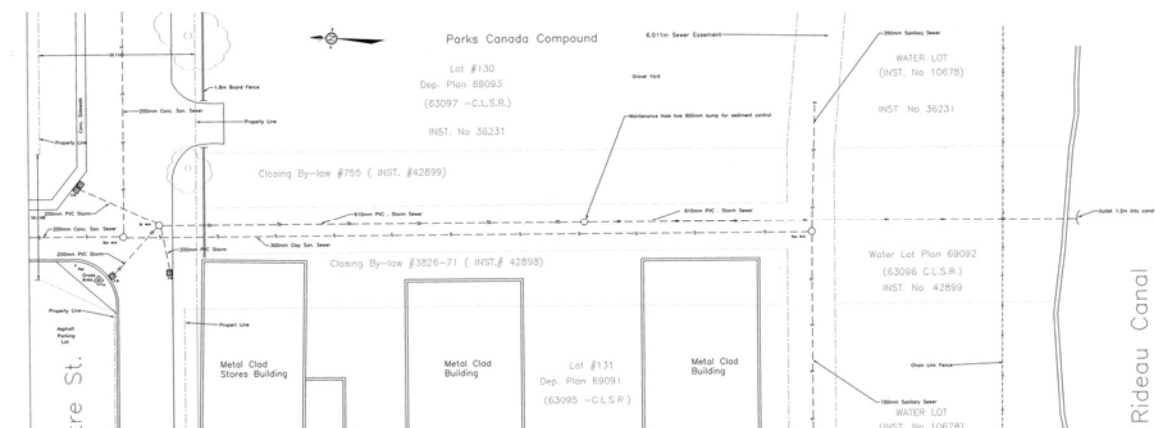 Parks Canada Compound
6.011m Sewer Easement
250mm Sanitary Sewer
WATER LOT
(INST. No 10678)
INST No 36231
Lot #130
Dep. Plan 69093
(63097 -C.L.S.R.)
INST. No 36231
Gravel Yard
1.8m Board Fence
Conc. Sidewalk
200mm Conc. San. Sewer
Property Line
Property Line
Maintenance Hole has 600mm sump for sediment control
Closing By-law #755 ( INST. #42899)
200mm PVC Storm
610mm PVC . Storm Sewer
610mm PVC . Storm Sewer
Outlet 1.2m into canal
200mm Conc. San. Sewer
300mm Clay San. Sewer
200mm PVC Storm
200mm PVC Storm
Closing By-law #3826-71 ( INST.# 42898)
Water Lot Plan 69092
(63096 C.L.S.R.)
INST. No. 42899
Property Line
Propert Line
Asphalt
Parking
Lot
Metal Clad
Stores Building
Metal Clad
Building
Lot #131
Dep. Plan 69091
(63095 -C.L.S.R.)
Metal Clad
Building
Chain Link Fence
150mm Sanitary Sewer
WATER LOT
(INST. No 10678)
Rideau Canal
tre St.